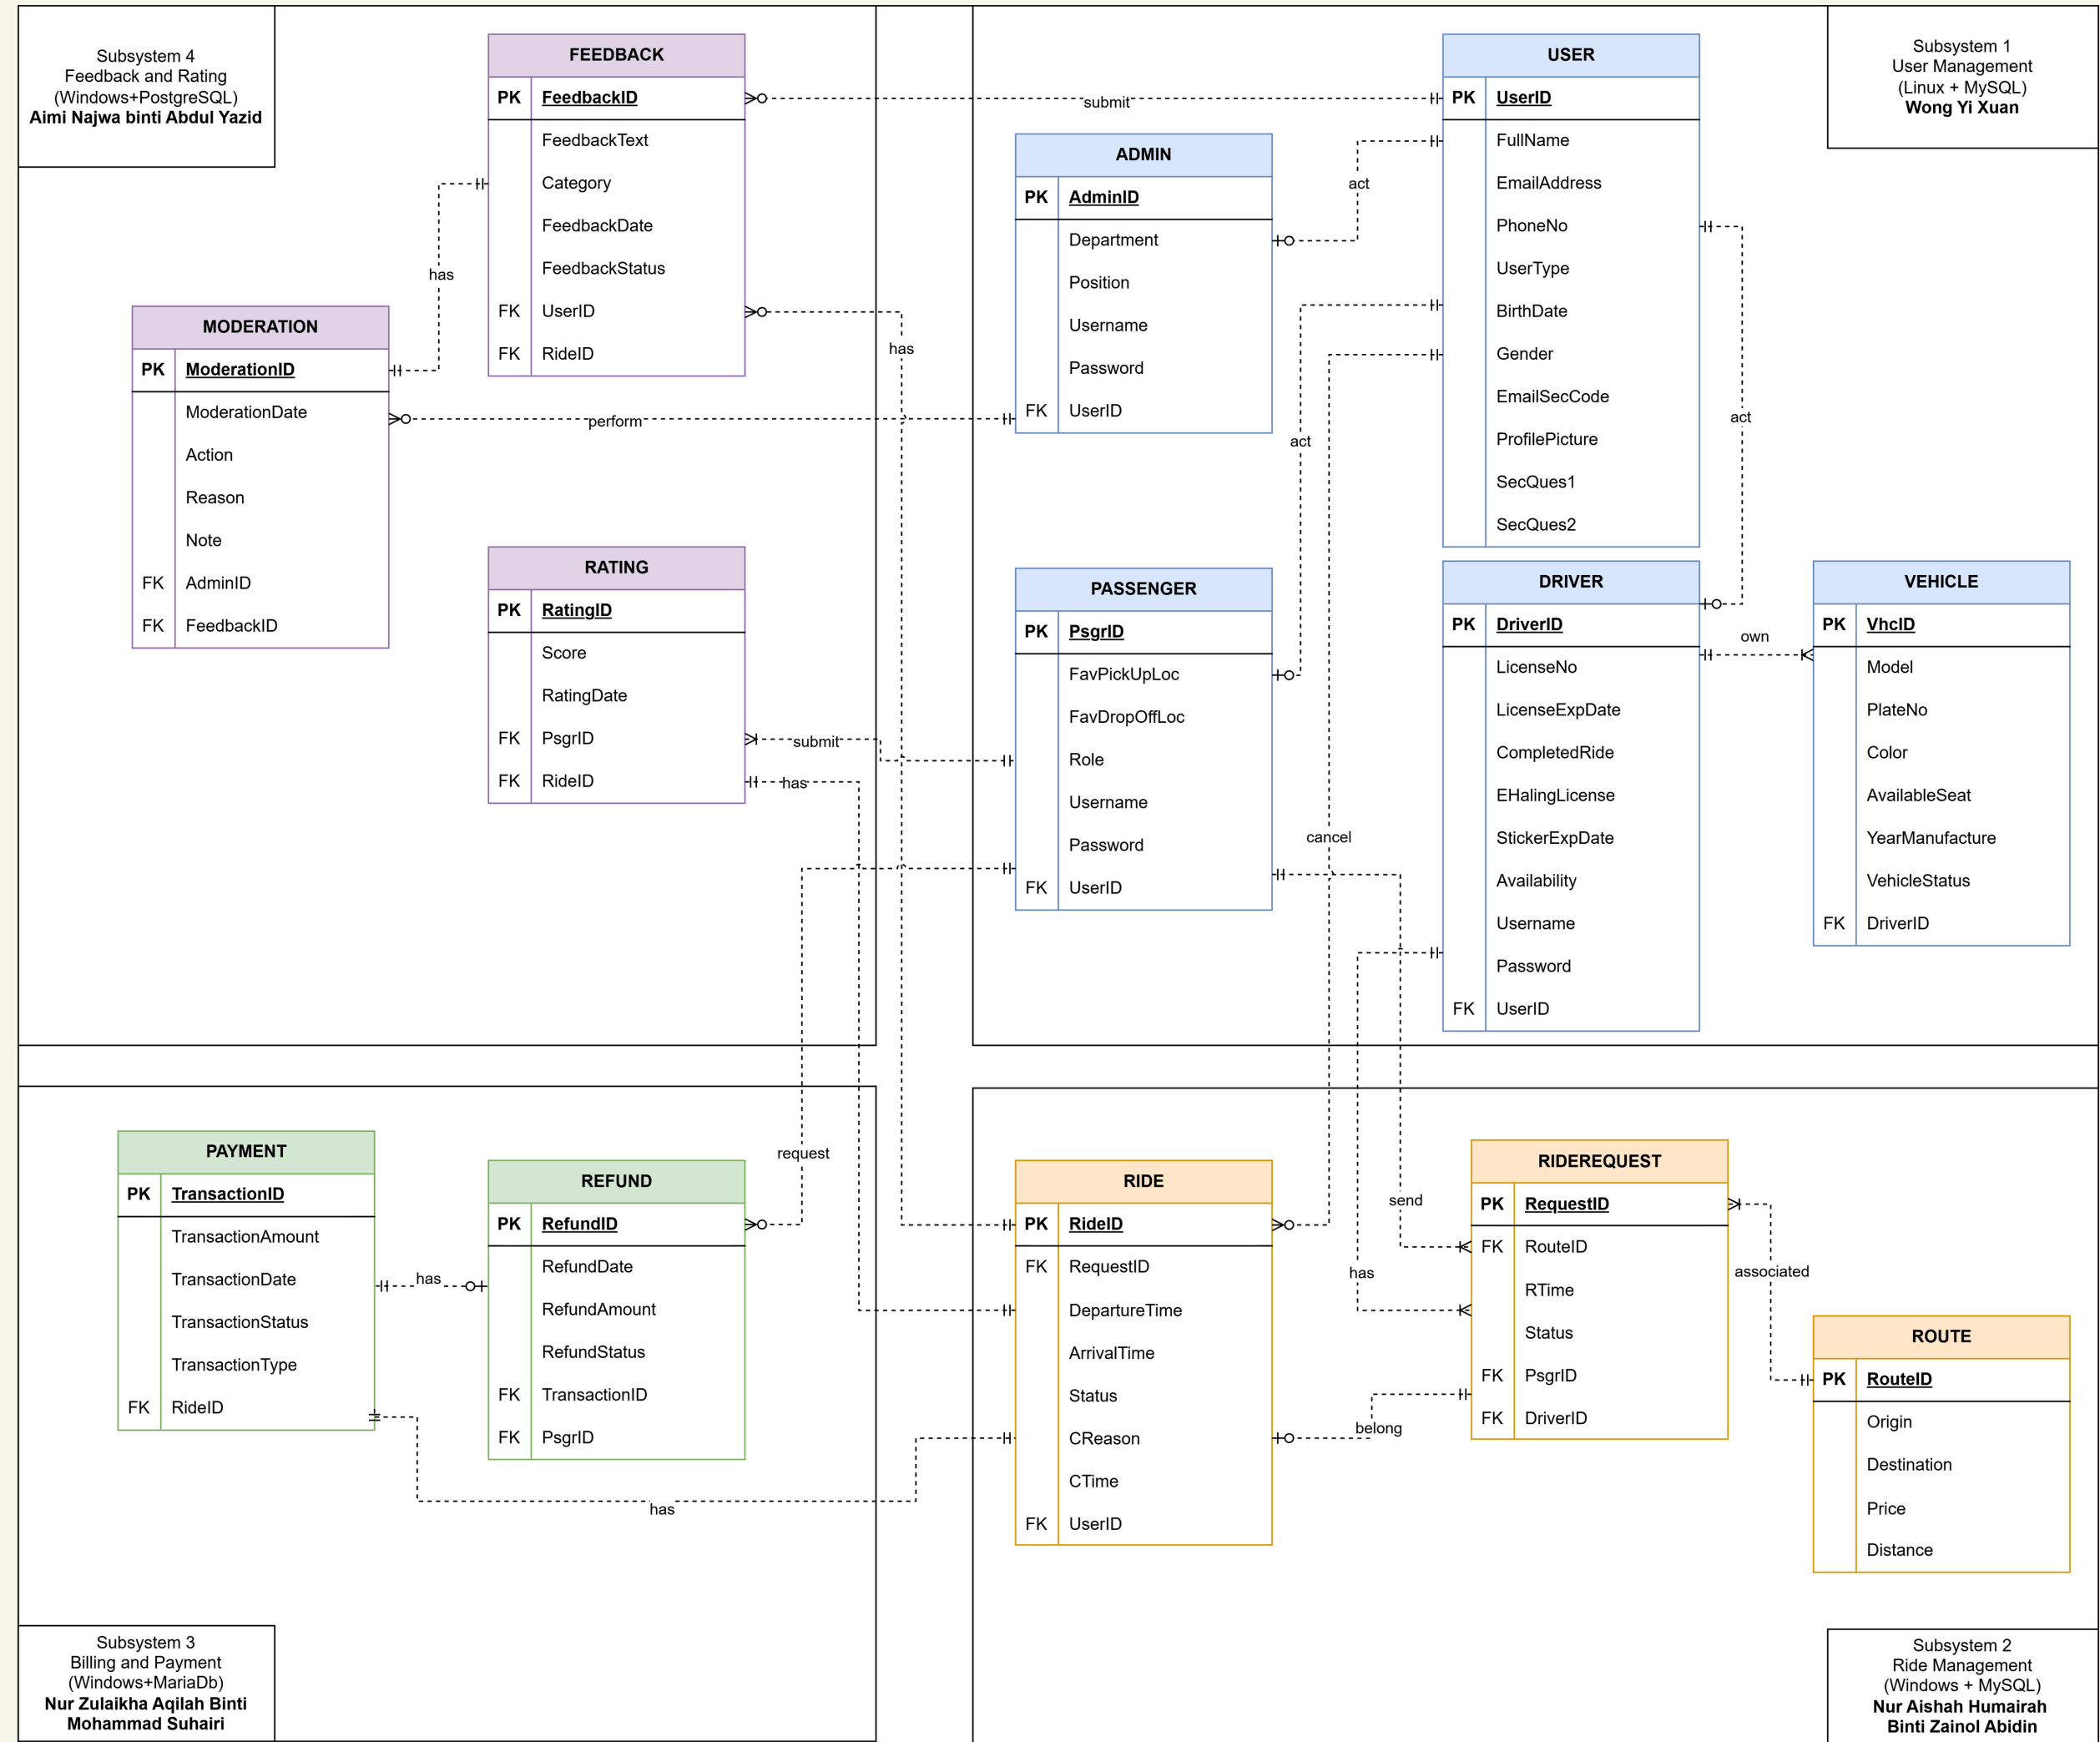 Subsystem 4
Feedback and Rating
(Windows+PostgreSQL)
Aimi Najwa binti Abdul Yazid
FEEDBACK
PK FeedbackID
FeedbackText
Category
FeedbackDate
FeedbackStatus
FK UserID
FK RideID
MODERATION
PK ModerationID
ModerationDate
Action
Reason
Note
FK AdminID
FK FeedbackID
RATING
PK RatingID
Score
RatingDate
FK PsgrID
FK RideID
has
perform
submit
has
has
submit
Subsystem 1
User Management
(Linux + MySQL)
Wong Yi Xuan
USER
PK UserID
FullName
EmailAddress
PhoneNo
UserType
BirthDate
Gender
EmailSecCode
ProfilePicture
SecQues1
SecQues2
ADMIN
PK AdminID
Department
Position
Username
Password
FK UserID
act
act
act
PASSENGER
PK PsgrID
FavPickUpLoc
FavDropOffLoc
Role
Username
Password
FK UserID
DRIVER
PK DriverID
LicenseNo
LicenseExpDate
CompletedRide
EHalingLicense
StickerExpDate
Availability
Username
Password
FK UserID
own
VEHICLE
PK VhcID
Model
PlateNo
Color
AvailableSeat
YearManufacture
VehicleStatus
FK DriverID
cancel
request
PAYMENT
PK TransactionID
TransactionAmount
TransactionDate
TransactionStatus
TransactionType
FK RideID
has
REFUND
PK RefundID
RefundDate
RefundAmount
RefundStatus
FK TransactionID
FK PsgrID
has
Subsystem 3
Billing and Payment
(Windows+MariaDb)
Nur Zulaikha Aqilah Binti
Mohammad Suhairi
RIDE
PK RideID
FK RequestID
DepartureTime
ArrivalTime
Status
CReason
CTime
FK UserID
send
has
belong
RIDEREQUEST
PK RequestID
FK RouteID
RTime
Status
FK PsgrID
FK DriverID
associated
ROUTE
PK RouteID
Origin
Destination
Price
Distance
Subsystem 2
Ride Management
(Windows + MySQL)
Nur Aishah Humairah
Binti Zainol Abidin